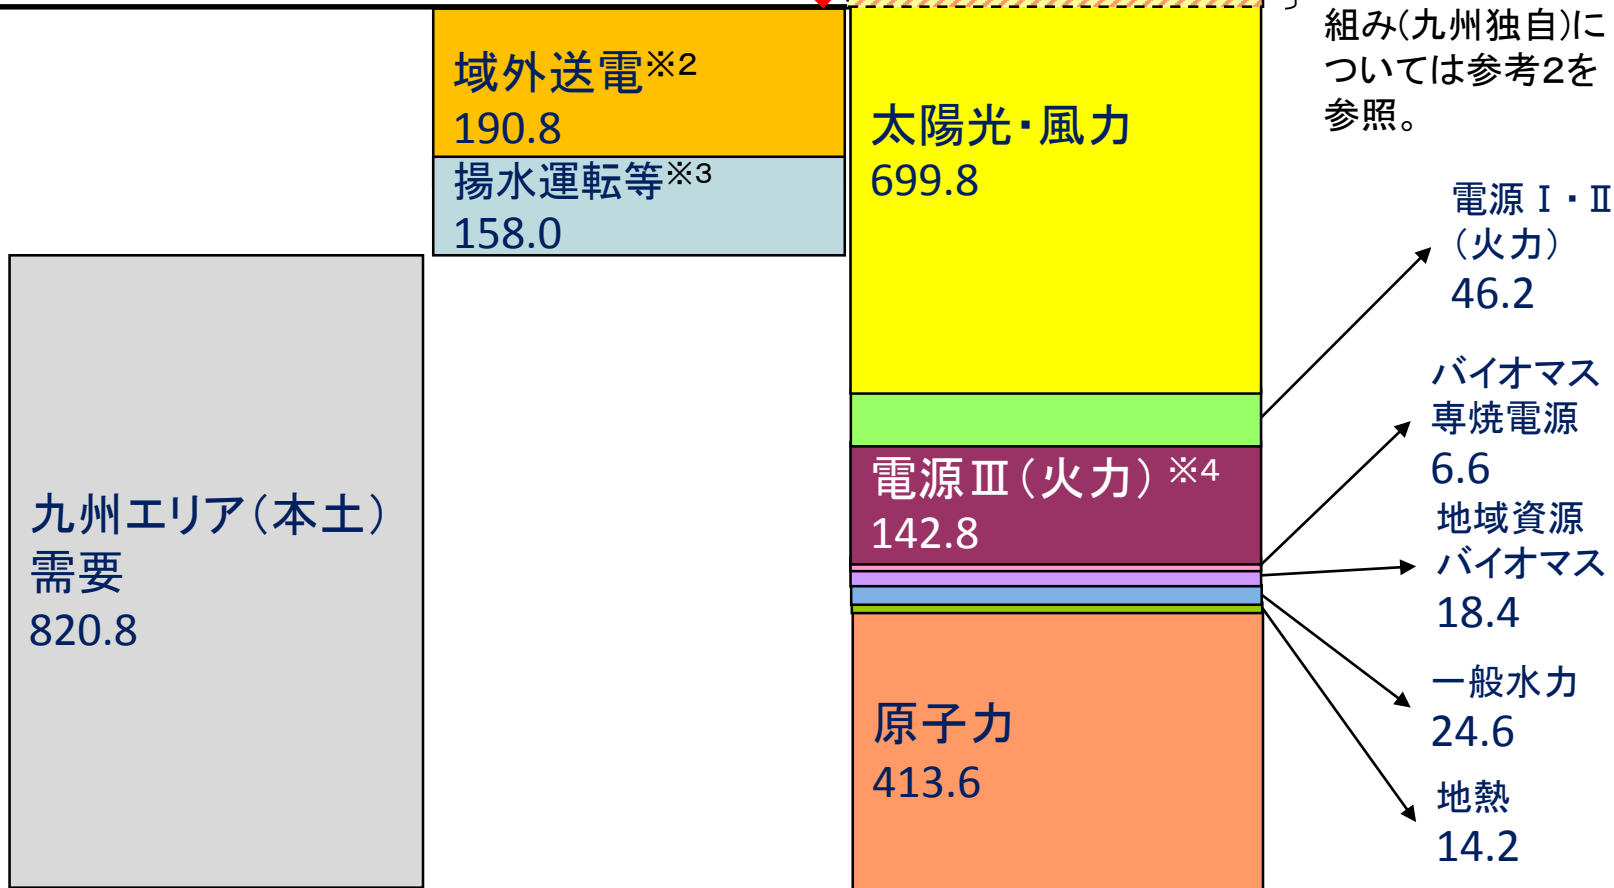 組み(九州独自)に
ついては参考2を
参照。
域外送電※2
190.8
揚水運転等※3
158.0
九州エリア(本土)
需要
820.8
太陽光・風力
699.8
電源Ⅲ(火力)※4
142.8
原子力
413.6
電源Ⅰ・Ⅱ
(火力)
46.2
バイオマス
専焼電源
6.6
地域資源
バイオマス
18.4
一般水力
24.6
地熱
14.2